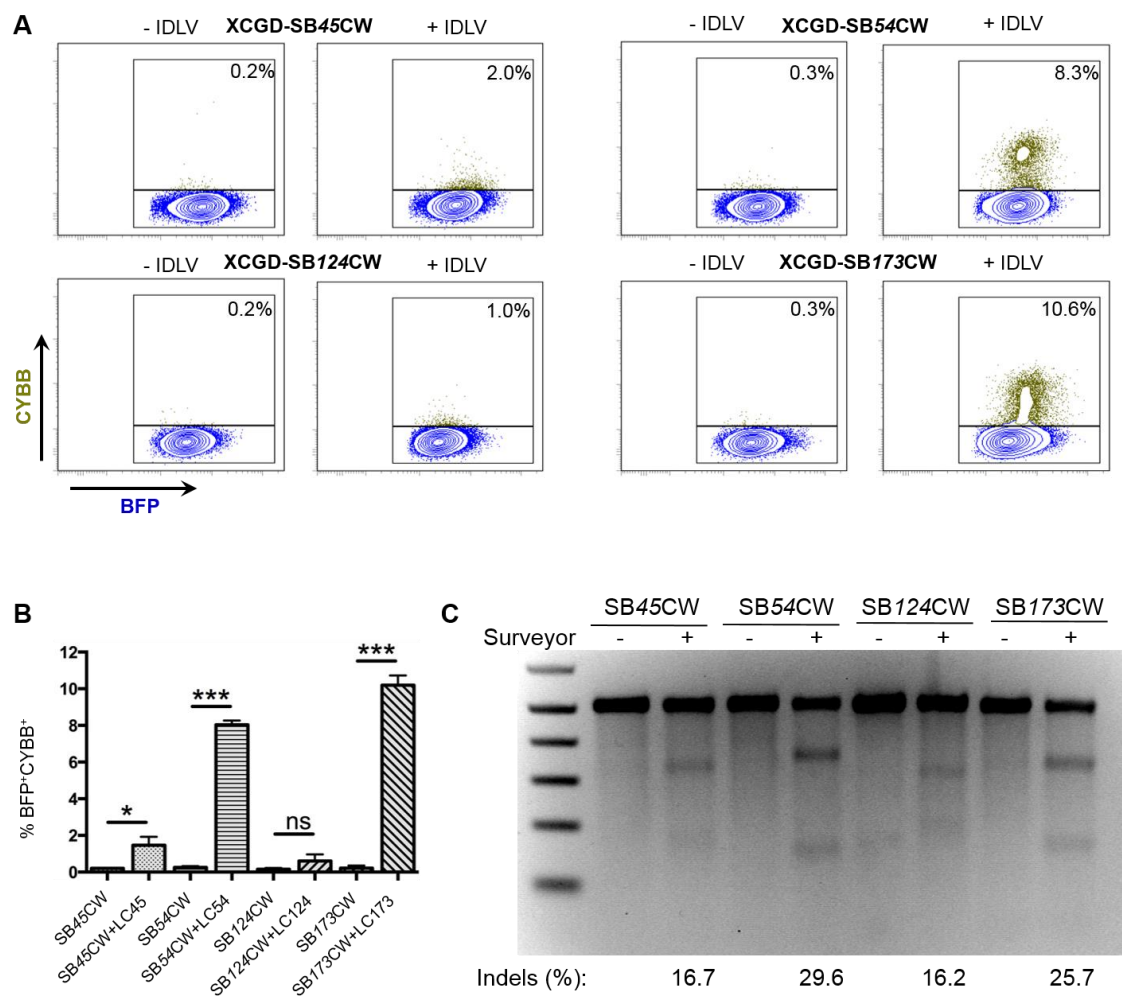 A
- IDLV XCGD-SB45CW + IDLV
- IDLV XCGD-SB54CW + IDLV
0.2%
2.0%
0.3%
8.3%
- IDLV XCGD-SB124CW + IDLV
- IDLV XCGD-SB173CW + IDLV
0.2%
1.0%
0.3%
10.6%
CYBB
BFP
B
% BFP+CYBB+
12
10
8
6
4
2
0
*
***
ns
***
SB45CW
SB45CW+LC45
SB54CW
SB54CW+LC54
SB124CW
SB124CW+LC124
SB173CW
SB173CW+LC173
C
SB45CW SB54CW SB124CW SB173CW
Surveyor - + - + - + - +
Indels (%): 16.7 29.6 16.2 25.7